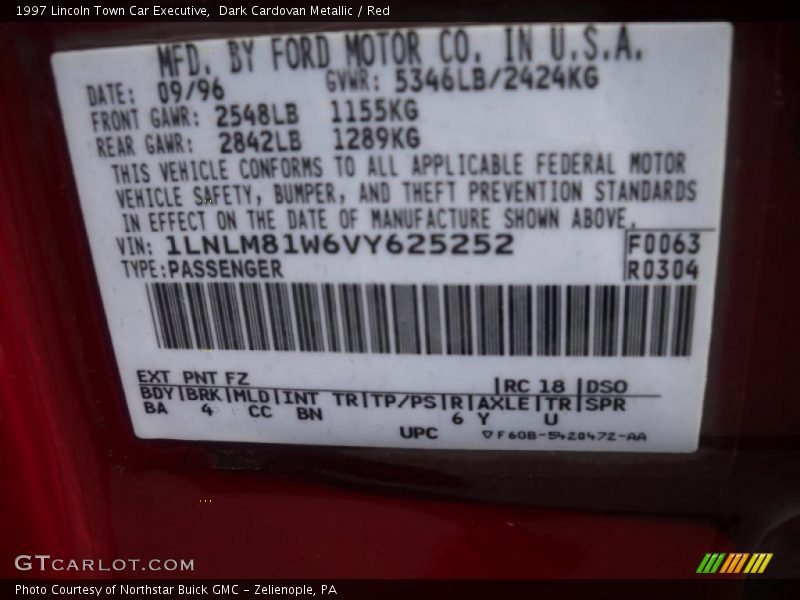 1997 Lincoln Town Car Executive, Dark Cardovan Metallic / Red
MFD. BY FORD MOTOR CO. IN U.S.A.
DATE: 09/96 GVWR: 5346LB/2424KG
FRONT GAWR: 2548LB 1155KG
REAR GAWR: 2842LB 1289KG
THIS VEHICLE CONFORMS TO ALL APPLICABLE FEDERAL MOTOR
VEHICLE SAFETY, BUMPER, AND THEFT PREVENTION STANDARDS
IN EFFECT ON THE DATE OF MANUFACTURE SHOWN ABOVE.
VIN: 1LNLM81W6VY625252 F0063
TYPE: PASSENGER R0304
EXT PNT FZ RC 18 DSO
BDY BRK MLD INT TR TP/PS R AXLE TR SPR
BA 4 CC BN 6 Y U
UPC F60B-5420472-AA
GTCARLOT.COM
Photo Courtesy of Northstar Buick GMC - Zelienople, PA